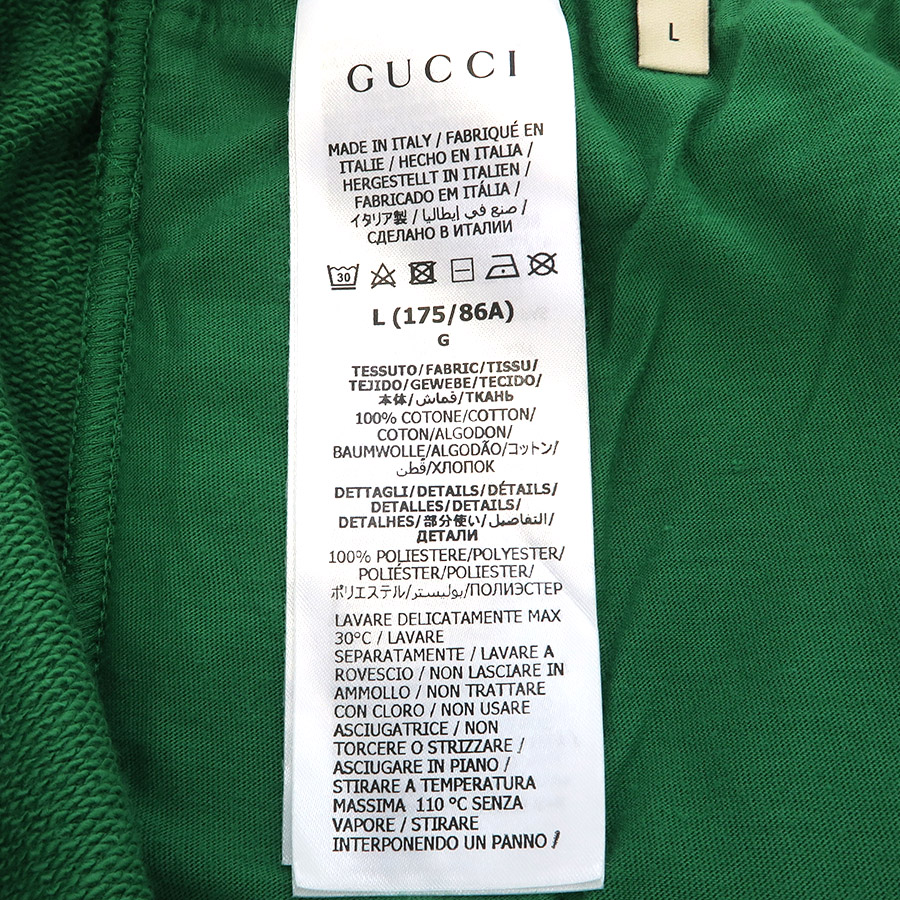 L
GUCCI
MADE IN ITALY / FABRIQUÉ EN
ITALIE / HECHO EN ITALIA /
HERGESTELLT IN ITALIEN /
FABRICADO EM ITÁLIA /
イタリア製 / صنع في إيطاليا /
СДЕЛАНО В ИТАЛИИ
30
L (175/86A)
G
TESSUTO/FABRIC/TISSU/
TEJIDO/GEWEBE/TECIDO/
本体/قماش/ТКАНЬ
100% COTONE/COTTON/
COTON/ALGODON/
BAUMWOLLE/ALGODÃO/コットン/
قطن/ХЛОПОК
DETTAGLI/DETAILS/DÉTAILS/
DETALLES/DETAILS/
DETALHES/部分使い/التفاصيل/
ДЕТАЛИ
100% POLIESTERE/POLYESTER/
POLIÉSTER/POLYESTER/
ポリエステル/بوليستر/ПОЛИЭСТЕР
LAVARE DELICATAMENTE MAX
30°C / LAVARE
SEPARATAMENTE / LAVARE A
ROVESCIO / NON LASCIARE IN
AMMOLLO / NON TRATTARE
CON CLORO / NON USARE
ASCIUGATRICE / NON
TORCERE O STRIZZARE /
ASCIUGARE IN PIANO /
STIRARE A TEMPERATURA
MASSIMA 110 °C SENZA
VAPORE / STIRARE
INTERPONENDO UN PANNO /